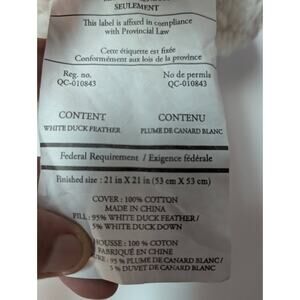 SEULEMENT
This label is affixed in compliance
with Provincial Law
Cette étiquette est fixée
Conformément aux lois de la province
Reg. no. No de permis
QC-010843 QC-010843
CONTENT CONTENU
WHITE DUCK FEATHER PLUME DE CANARD BLANC
Federal Requirement / Exigence fédérale
Finished size : 21 in X 21 in (53 cm X 53 cm)
COVER : 100% COTTON
MADE IN CHINA
FILL : 95% WHITE DUCK FEATHER /
5% WHITE DUCK DOWN
HOUSSE : 100 % COTON
FABRIQUÉ EN CHINE
95 % PLUME DE CANARD BLANC /
5 % DUVET DE CANARD BLANC